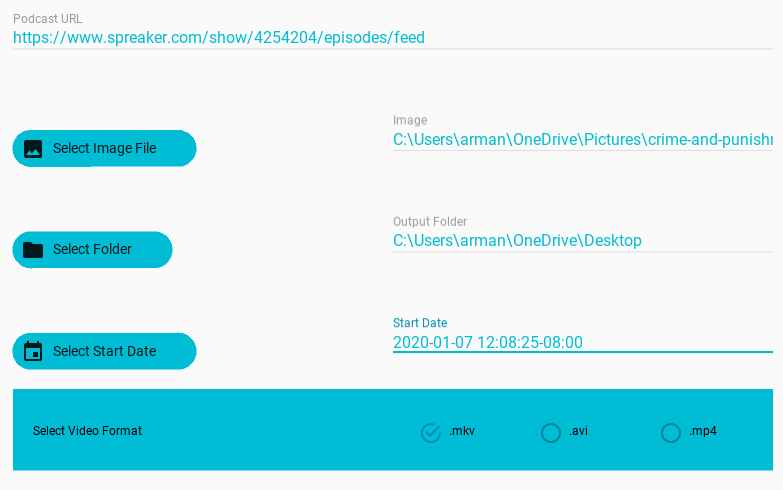 Podcast URL
https://www.spreaker.com/show/4254204/episodes/feed
Image
Select Image File
C:\Users\arman\OneDrive\Pictures\crime-and-punish
Output Folder
Select Folder
C:\Users\arman\OneDrive\Desktop
Start Date
Select Start Date
2020-01-07 12:08:25-08:00
Select Video Format .mkv .avi .mp4